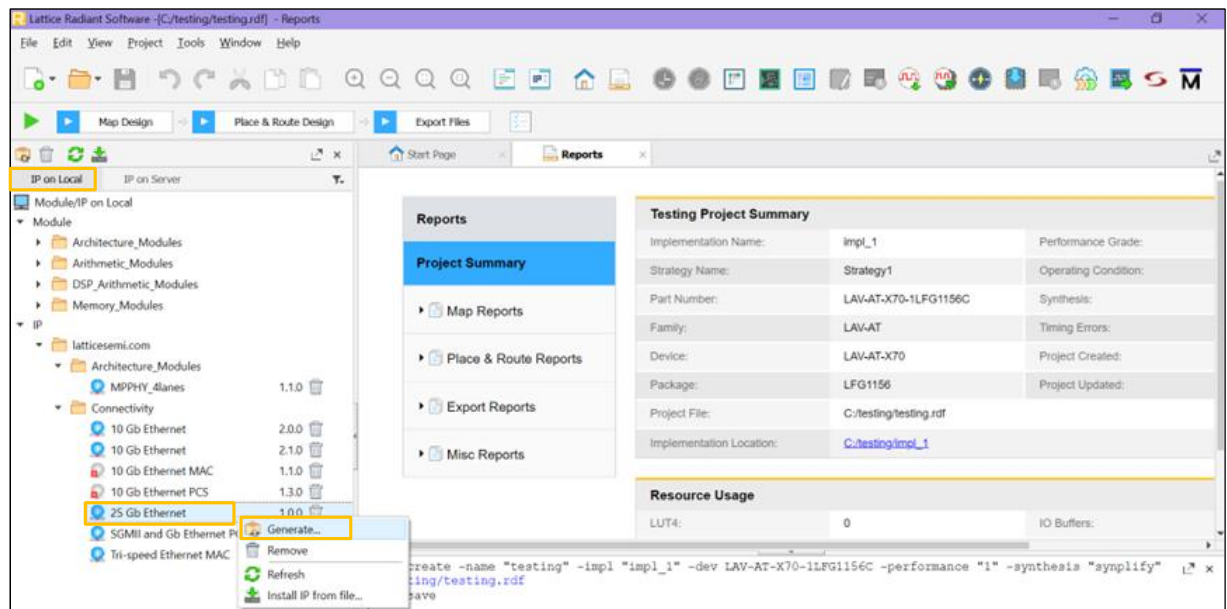 Lattice Radiant Software -[C:/testing/testing.rdf] - Reports
File Edit View Project Tools Window Help
Map Design Place & Route Design Export Files
IP on Local IP on Server
Start Page Reports
Module/IP on Local
Module
Architecture_Modules
Arithmetic_Modules
DSP_Arithmetic_Modules
Memory_Modules
IP
latticesemi.com
Architecture_Modules
MPPHY_4lanes 1.1.0
Connectivity
10 Gb Ethernet 2.0.0
10 Gb Ethernet 2.1.0
10 Gb Ethernet MAC 1.1.0
10 Gb Ethernet PCS 1.3.0
25 Gb Ethernet 1.0.0
SGMII and Gb Ethernet PC
Tri-speed Ethernet MAC
Generate...
Remove
Refresh
Install IP from file...
Reports
Project Summary
Map Reports
Place & Route Reports
Export Reports
Misc Reports
Testing Project Summary
Implementation Name: impl_1 Performance Grade:
Strategy Name: Strategy1 Operating Condition:
Part Number: LAV-AT-X70-1LFG1156C Synthesis:
Family: LAV-AT Timing Errors:
Device: LAV-AT-X70 Project Created:
Package: LFG1156 Project Updated:
Project File: C:/testing/testing.rdf
Implementation Location: C:/testing/impl_1
Resource Usage
LUT4: 0 IO Buffers:
create -name "testing" -impl "impl_1" -dev LAV-AT-X70-1LFG1156C -performance "1" -synthesis "synplify"
ting/testing.rdf
save